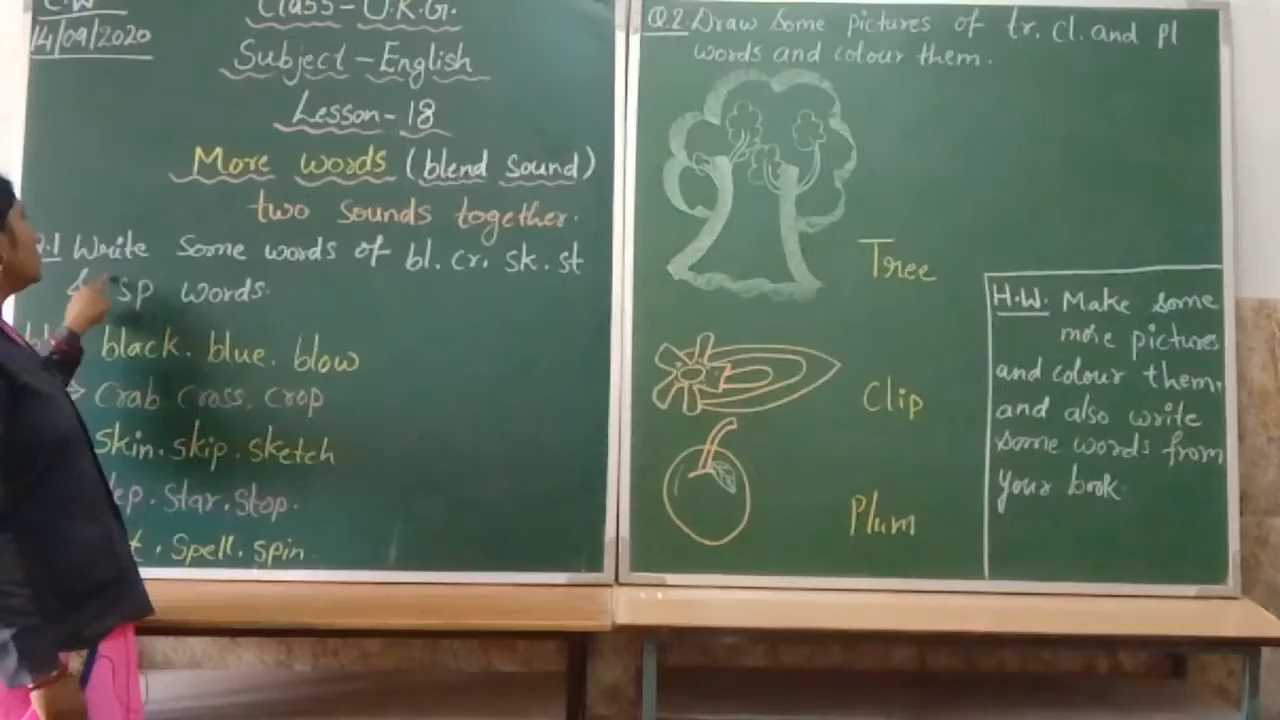 C.W
14/09/2020
Class-U.K.G.
Subject-English
Lesson-18
More words (blend sound)
two sounds together.
Q.1 Write Some words of bl. cr. sk. st
& sp words.
bl black. blue. blow
→ Crab Cross. Crop
Skin. Skip. sketch
Star. Stop.
Spell. spin
Q.2 Draw Some pictures of tr. Cl. and Pl
words and colour them.
Tree
Clip
Plum
H.W. Make some
more pictures
and colour them,
and also write
some words from
your book.